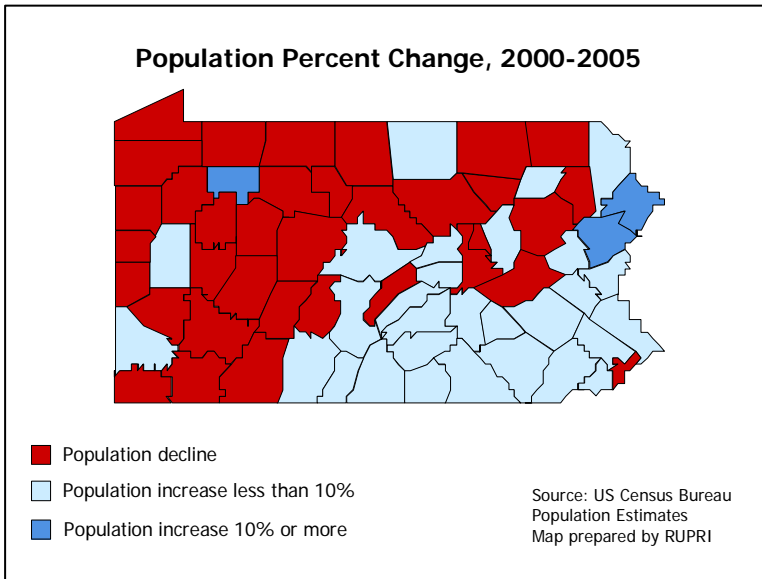 Population Percent Change, 2000-2005
Population decline
Population increase less than 10%
Population increase 10% or more
Source: US Census Bureau
Population Estimates
Map prepared by RUPRI